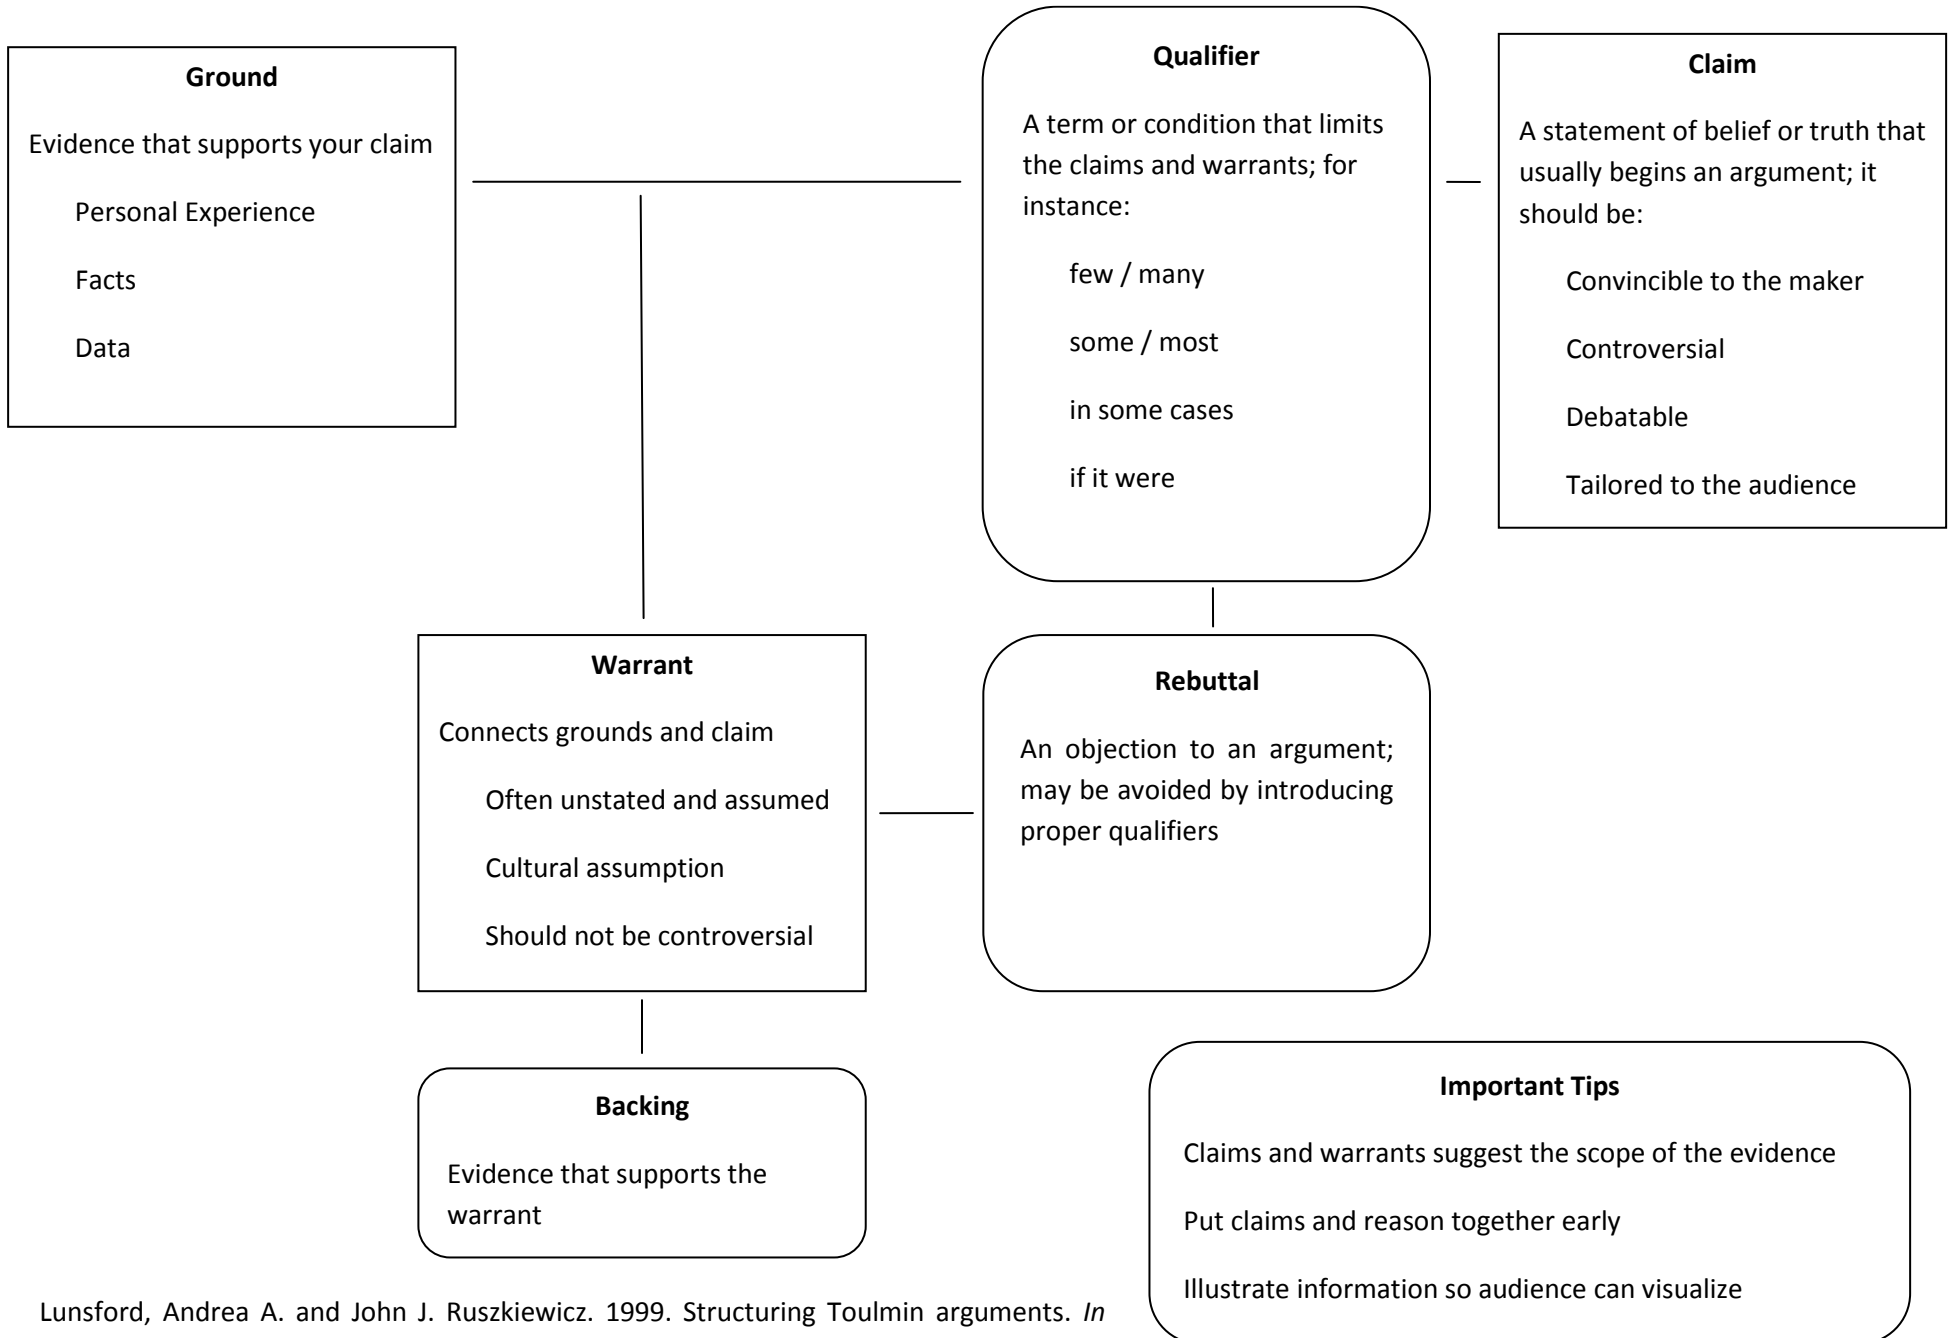 Ground
Evidence that supports your claim
Personal Experience
Facts
Data
Qualifier
A term or condition that limits
the claims and warrants; for
instance:
few / many
some / most
in some cases
if it were
Claim
A statement of belief or truth that
usually begins an argument; it
should be:
Convincible to the maker
Controversial
Debatable
Tailored to the audience
Warrant
Connects grounds and claim
Often unstated and assumed
Cultural assumption
Should not be controversial
Rebuttal
An objection to an argument;
may be avoided by introducing
proper qualifiers
Backing
Evidence that supports the
warrant
Important Tips
Claims and warrants suggest the scope of the evidence
Put claims and reason together early
Illustrate information so audience can visualize
Lunsford, Andrea A. and John J. Ruszkiewicz. 1999. Structuring Toulmin arguments. In